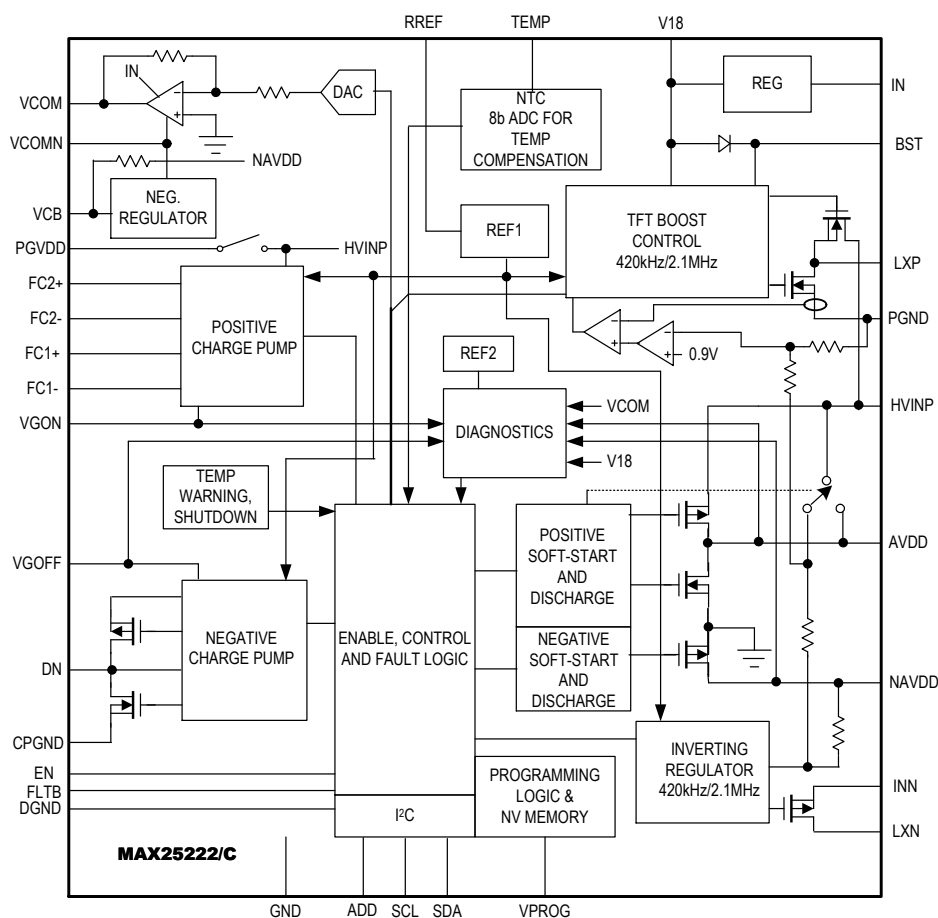 RREF
TEMP
V18
IN
DAC
REG
IN
VCOM
NTC
8b ADC FOR
TEMP
COMPENSATION
VCOMN
BST
NAVDD
NEG.
REGULATOR
VCB
TFT BOOST
CONTROL
420kHz/2.1MHz
REF1
PGVDD
HVINP
LXP
FC2+
POSITIVE
CHARGE PUMP
FC2-
PGND
FC1+
REF2
0.9V
FC1-
VCOM
HVINP
VGON
DIAGNOSTICS
V18
TEMP
WARNING,
SHUTDOWN
POSITIVE
SOFT-START
AND
DISCHARGE
AVDD
VGOFF
NEGATIVE
CHARGE PUMP
ENABLE, CONTROL
AND FAULT LOGIC
NEGATIVE
SOFT-START
AND
DISCHARGE
DN
NAVDD
CPGND
INVERTING
REGULATOR
420kHz/2.1MHz
EN
FLTB
DGND
PROGRAMMING
LOGIC &
NV MEMORY
INN
I²C
LXN
MAX25222/C
GND
ADD
SCL
SDA
VPROG